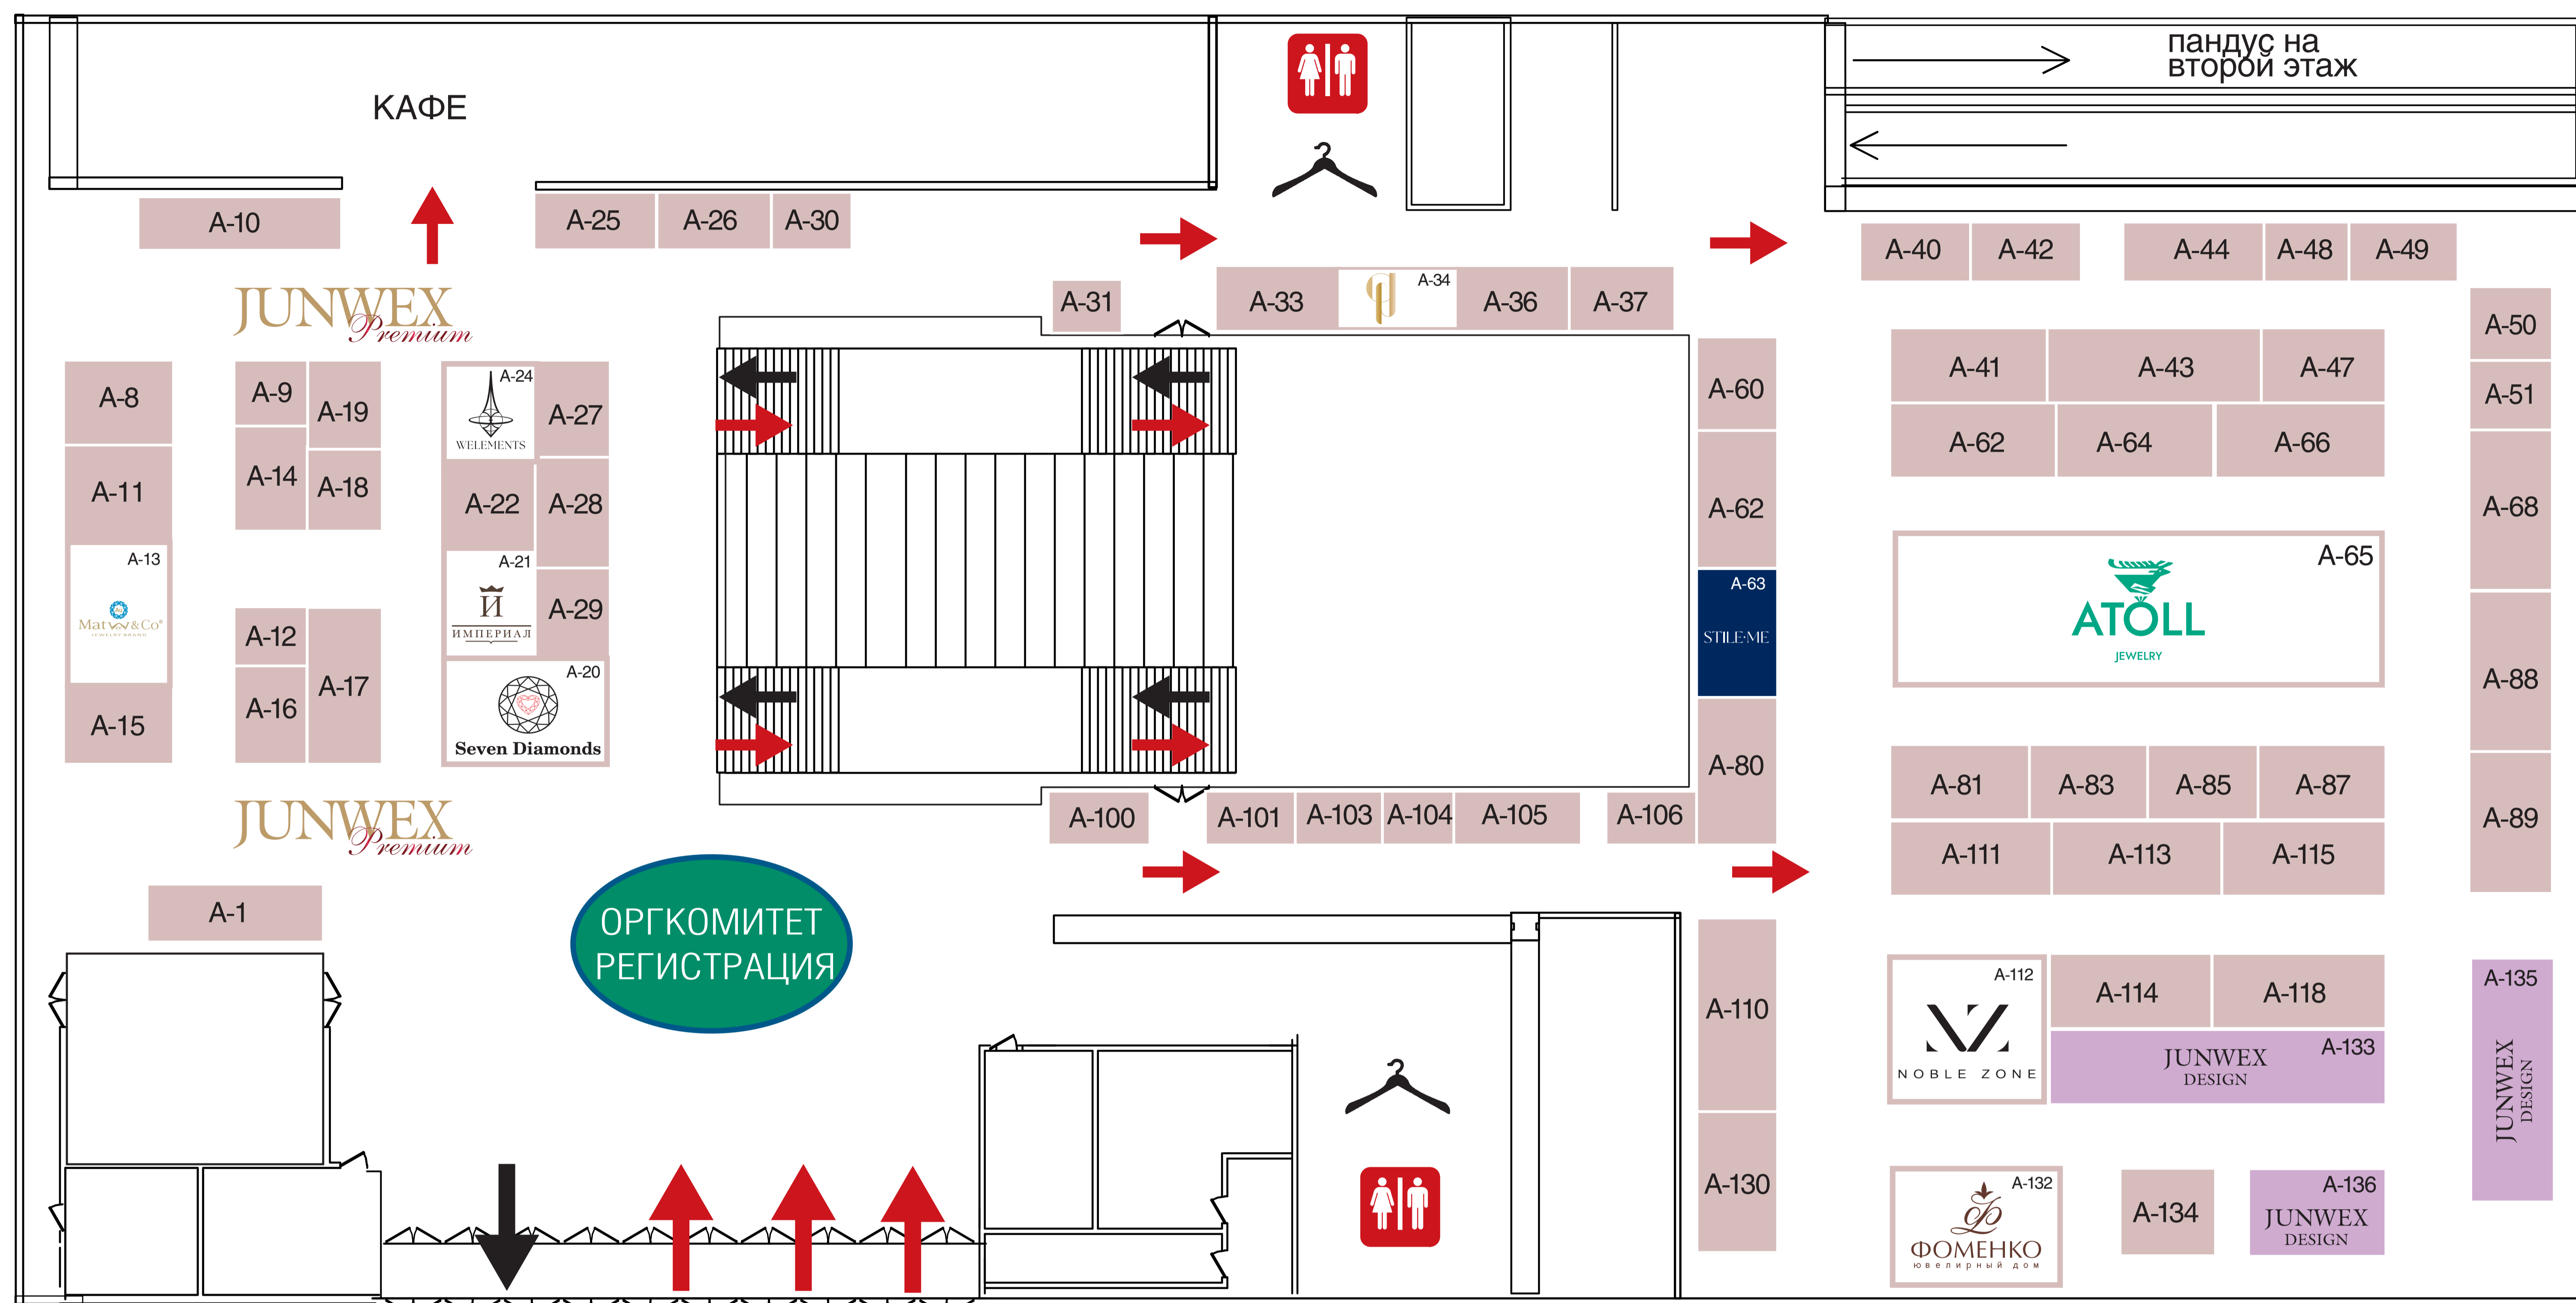 пандус на
второй этаж
КАФЕ
A-10
A-25
A-26
A-30
A-31
A-33
A-34
A-36
A-37
A-40
A-42
A-44
A-48
A-49
A-50
A-51
JUNWEX
Premium
A-8
A-11
A-13
Au
Matw&Co®
JEWELRY BRAND
A-15
A-9
A-19
A-14
A-18
A-12
A-16
A-17
A-24
WELEMENTS
A-27
A-22
A-28
A-21
И
ИМПЕРИАЛ
A-29
A-20
Seven Diamonds
A-60
A-62
A-63
STILE·ME
A-80
A-41
A-43
A-47
A-62
A-64
A-66
A-68
A-65
ATOLL
JEWELRY
A-88
A-89
A-81
A-83
A-85
A-87
A-111
A-113
A-115
A-100
A-101
A-103
A-104
A-105
A-106
JUNWEX
Premium
A-1
ОРГКОМИТЕТ
РЕГИСТРАЦИЯ
A-110
A-130
A-112
NOBLE ZONE
A-114
A-118
A-133
JUNWEX
DESIGN
A-135
JUNWEX
DESIGN
A-132
ФОМЕНКО
ювелирный дом
A-134
A-136
JUNWEX
DESIGN